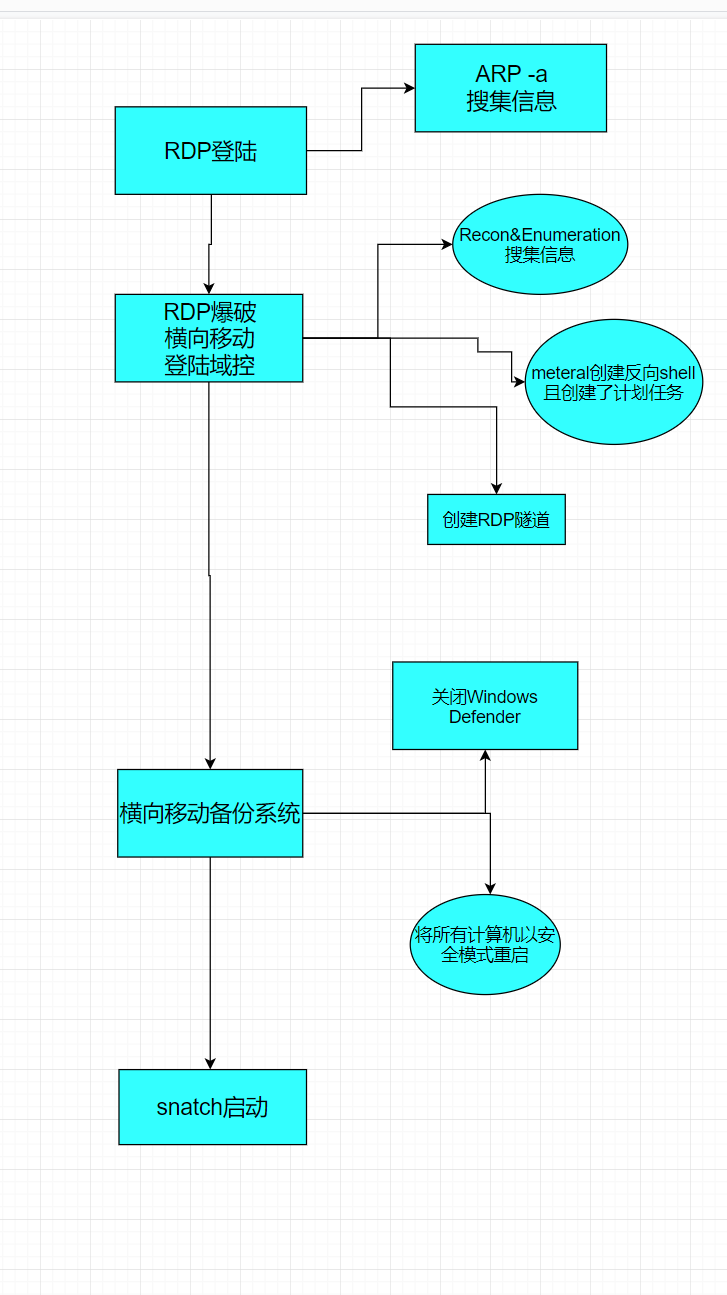 ARP -a
搜集信息
RDP登陆
Recon&Enumeration
搜集信息
RDP爆破
横向移动
登陆域控
meteral创建反向shell
且创建了计划任务
创建RDP隧道
关闭Windows
Defender
横向移动备份系统
将所有计算机以安
全模式重启
snatch启动